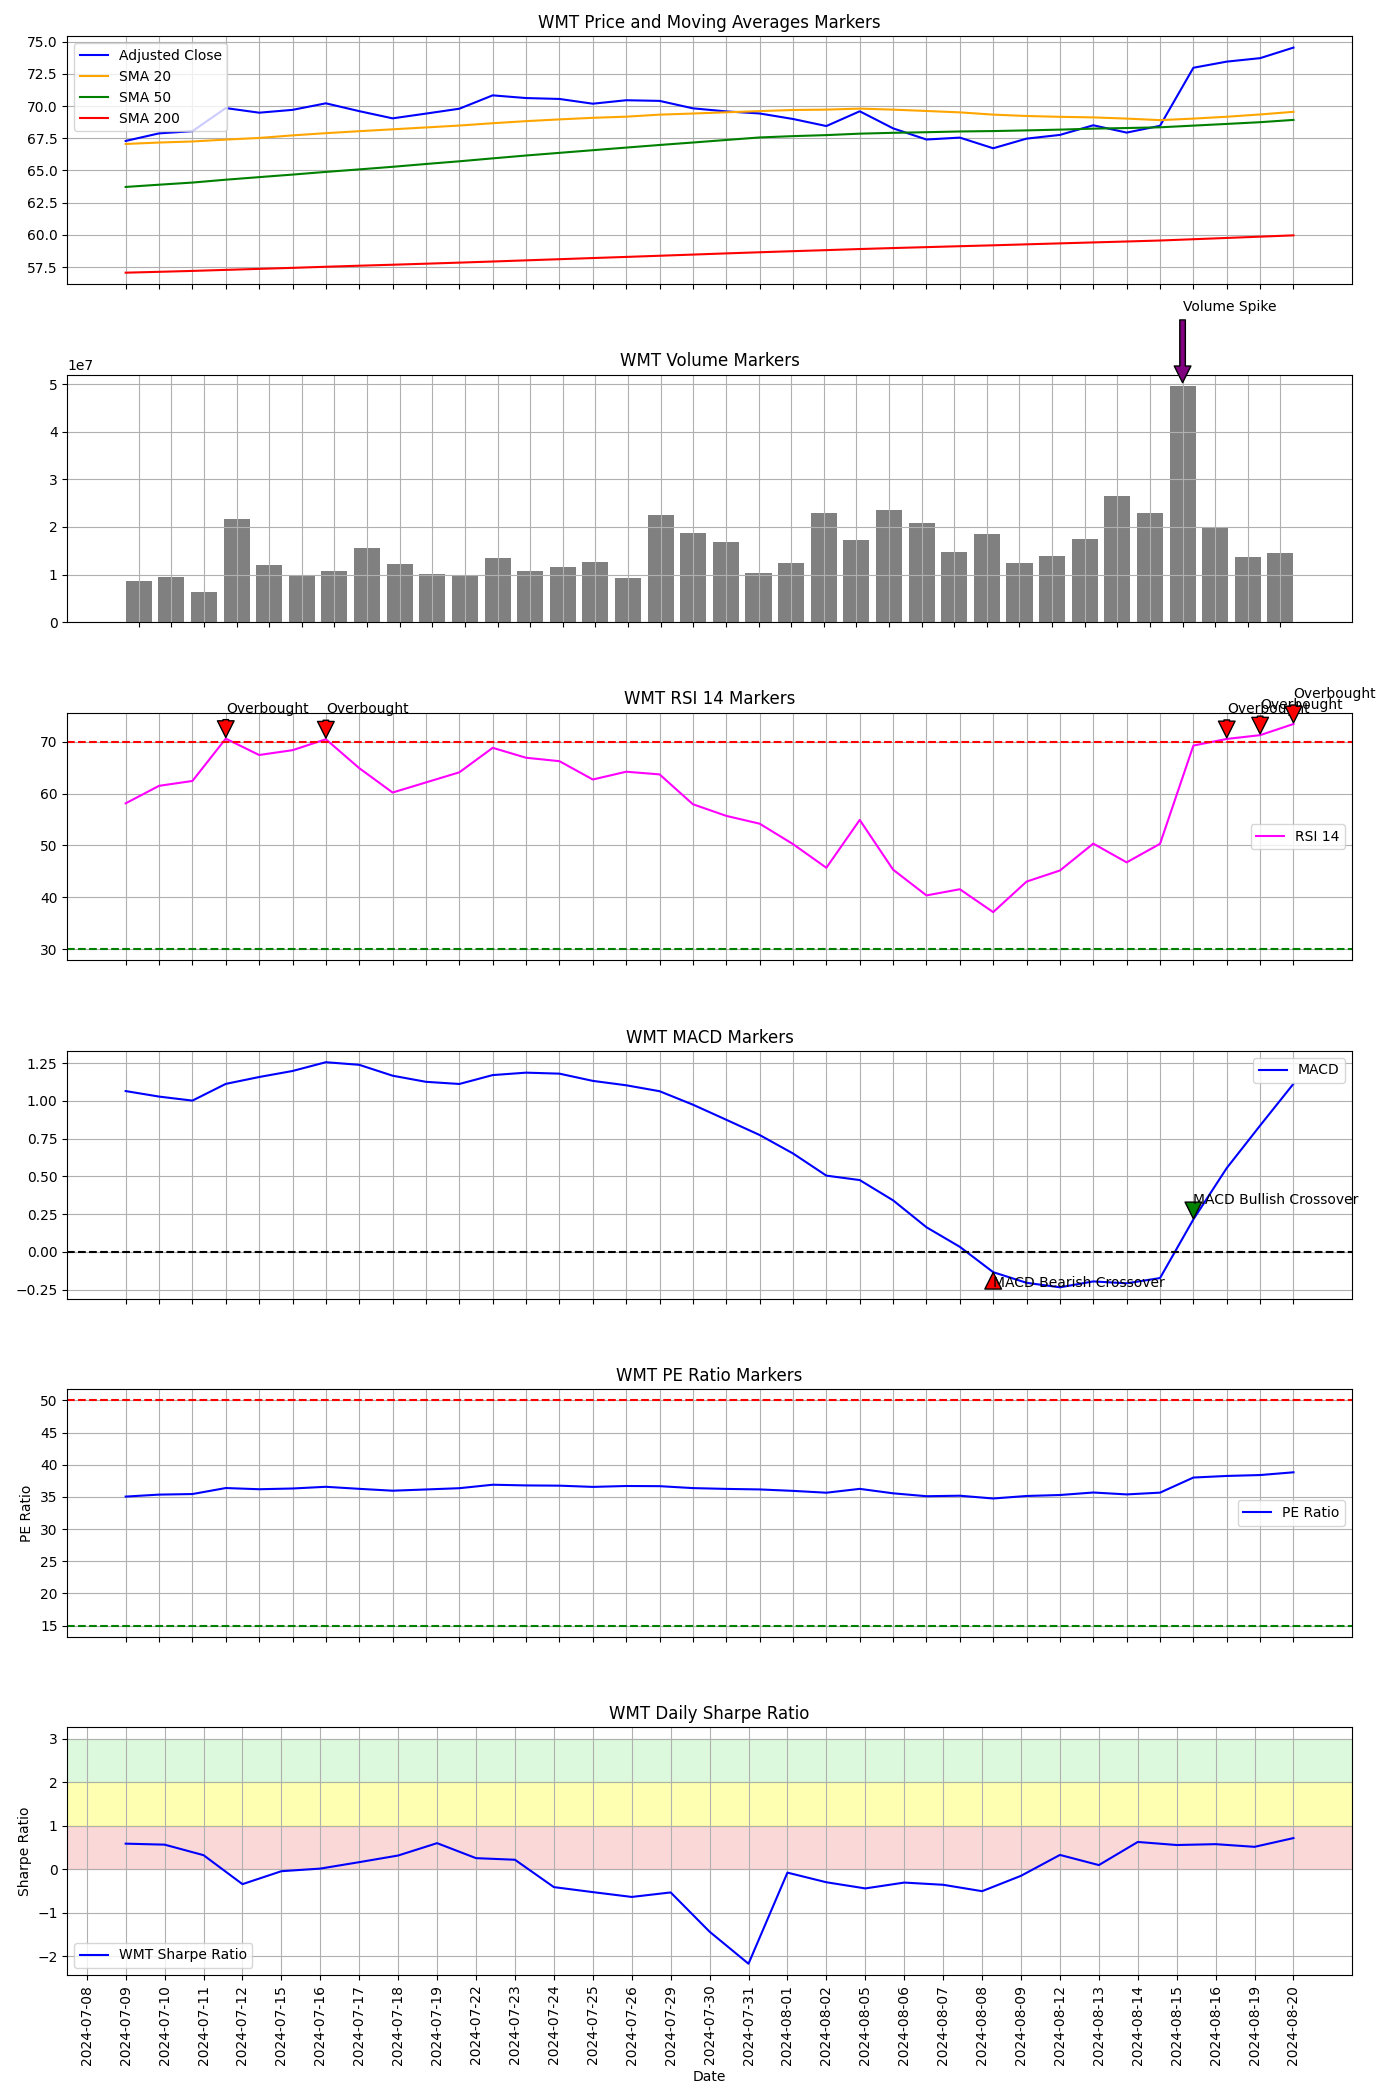 WMT Price and Moving Averages Markers
75.0
72.5
70.0
67.5
65.0
62.5
60.0
57.5
Adjusted Close
SMA 20
SMA 50
SMA 200
Volume Spike
WMT Volume Markers
1e7
5
4
3
2
1
0
WMT RSI 14 Markers
Overbought
Overbought
Overbought
Overbought
Overbought
70
60
50
40
30
RSI 14
WMT MACD Markers
1.25
1.00
0.75
0.50
0.25
0.00
−0.25
MACD
MACD Bullish Crossover
MACD Bearish Crossover
WMT PE Ratio Markers
50
45
40
35
30
25
20
15
PE Ratio
PE Ratio
WMT Daily Sharpe Ratio
3
2
1
0
−1
−2
Sharpe Ratio
WMT Sharpe Ratio
2024-07-08
2024-07-09
2024-07-10
2024-07-11
2024-07-12
2024-07-15
2024-07-16
2024-07-17
2024-07-18
2024-07-19
2024-07-12
2024-07-23
2024-07-24
2024-07-25
2024-07-26
2024-07-29
2024-07-30
2024-07-31
2024-08-01
2024-08-02
2024-08-05
2024-08-06
2024-08-07
2024-08-08
2024-08-09
2024-08-12
2024-08-13
2024-08-14
2024-08-15
2024-08-16
2024-08-19
2024-08-20
Date